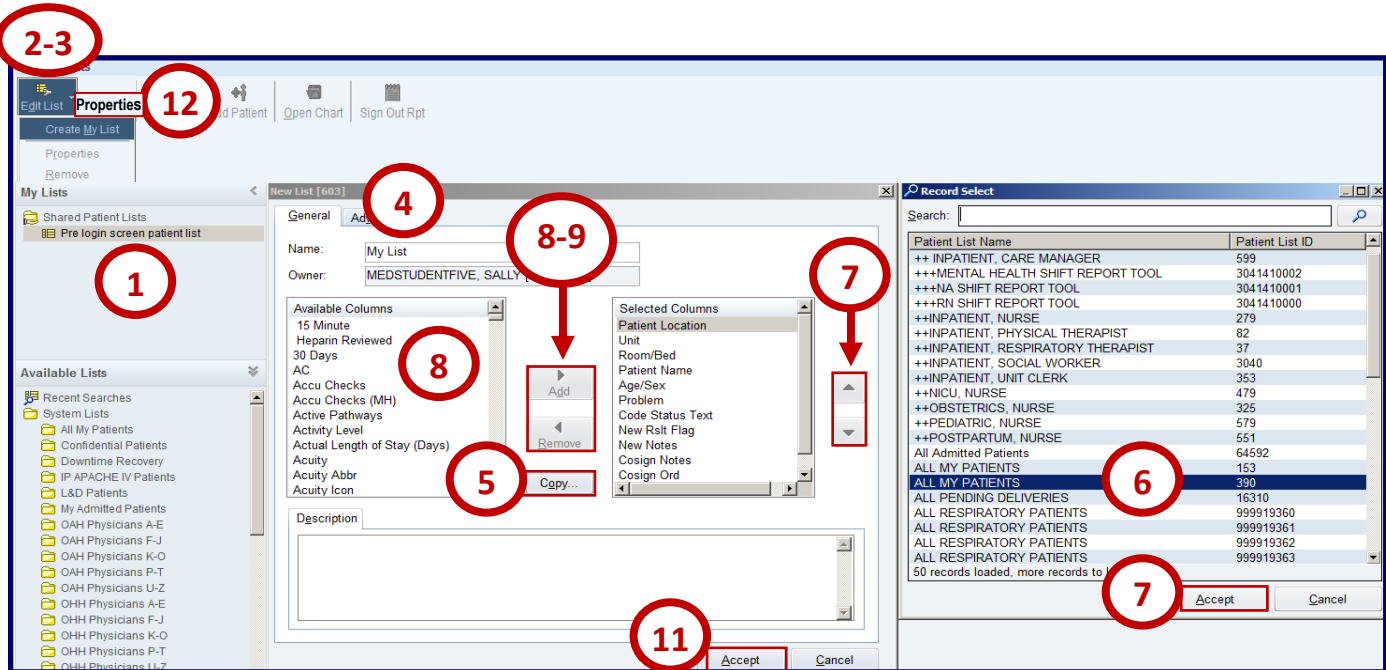 2-3
ts
Edit List
Properties
12
dd Patient
Open Chart
Sign Out Rpt
Create My List
Properties
Remove
My Lists
Shared Patient Lists
Pre login screen patient list
1
Available Lists
Recent Searches
System Lists
All My Patients
Confidential Patients
Downtime Recovery
IP APACHE IV Patients
L&D Patients
My Admitted Patients
OAH Physicians A-E
OAH Physicians F-J
OAH Physicians K-O
OAH Physicians P-T
OAH Physicians U-Z
OHH Physicians A-E
OHH Physicians F-J
OHH Physicians K-O
OHH Physicians P-T
OHH Physicians U-Z
New List [603]
4
General
Ad
Name:
My List
Owner:
MEDSTUDENTFIVE, SALLY
8-9
7
Available Columns
15 Minute
Heparin Reviewed
30 Days
AC
Accu Checks
Accu Checks (MH)
Active Pathways
Activity Level
Actual Length of Stay (Days)
Acuity
Acuity Abbr
Acuity Icon
8
Add
Remove
5
Copy...
Selected Columns
Patient Location
Unit
Room/Bed
Patient Name
Age/Sex
Problem
Code Status Text
New Rslt Flag
New Notes
Cosign Notes
Cosign Ord
Description
11
Accept
Cancel
Record Select
Search:
Patient List Name Patient List ID
++ INPATIENT, CARE MANAGER 599
+++MENTAL HEALTH SHIFT REPORT TOOL 3041410002
+++NA SHIFT REPORT TOOL 3041410001
+++RN SHIFT REPORT TOOL 3041410000
++INPATIENT, NURSE 279
++INPATIENT, PHYSICAL THERAPIST 82
++INPATIENT, RESPIRATORY THERAPIST 37
++INPATIENT, SOCIAL WORKER 3040
++INPATIENT, UNIT CLERK 353
++NICU, NURSE 479
++OBSTETRICS, NURSE 325
++PEDIATRIC, NURSE 579
++POSTPARTUM, NURSE 551
All Admitted Patients 64592
ALL MY PATIENTS 153
ALL MY PATIENTS 390
ALL PENDING DELIVERIES 16310
ALL RESPIRATORY PATIENTS 999919360
ALL RESPIRATORY PATIENTS 999919361
ALL RESPIRATORY PATIENTS 999919362
ALL RESPIRATORY PATIENTS 999919363
6
50 records loaded, more records to
7
Accept
Cancel